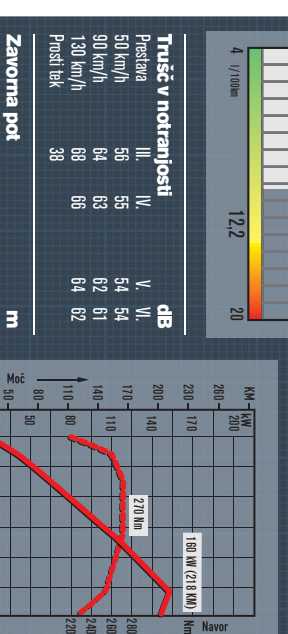 4 l/100km 12,2 20
Trušč v notranjosti dB
Prestava III. IV. V. VI.
50 km/h 56 55 54 54
90 km/h 64 63 62 61
130 km/h 68 66 64 62
Prosti tek 38
Zavorna pot m
KM kW
260 200
230 170
200
170 140
140 110
110 80
80
50 50
Moč
160 kW (218 KM)
270 Nm
Nm Navor
280
260
240
220